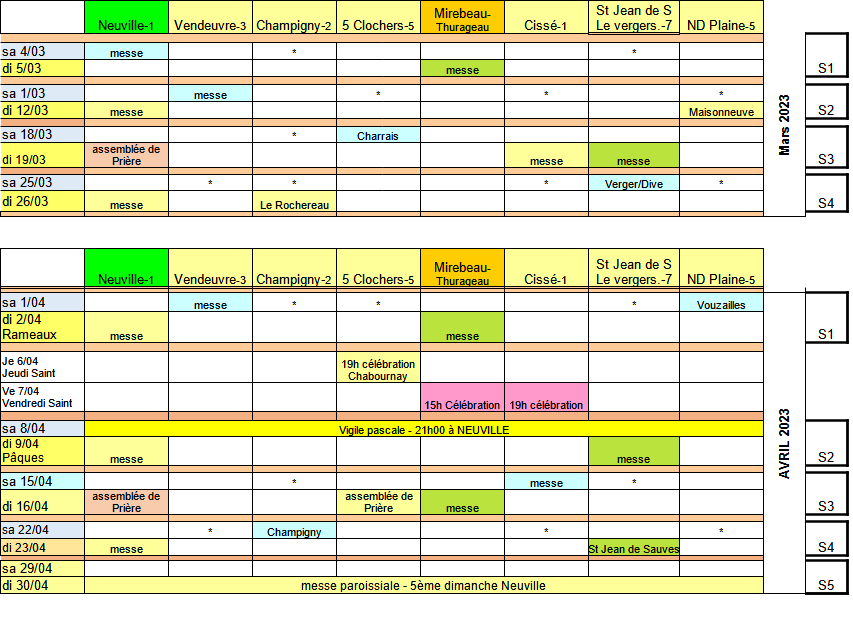 Neuville-1 Vendeuvre-3 Champigny-2 5 Clochers-5 Mirebeau- Thurageau Cissé-1 St Jean de S Le vergers.-7 ND Plaine-5
sa 4/03 messe * *
di 5/03 messe S1
sa 1/03 messe * * *
di 12/03 messe Maisonneuve S2
Mars 2023
sa 18/03 * Charrais
di 19/03 assemblée de Prière messe messe S3
sa 25/03 * * * Verger/Dive *
di 26/03 messe Le Rochereau S4
Neuville-1 Vendeuvre-3 Champigny-2 5 Clochers-5 Mirebeau- Thurageau Cissé-1 St Jean de S Le vergers.-7 ND Plaine-5
sa 1/04 messe * * * Vouzailles
di 2/04
Rameaux messe messe S1
Je 6/04 19h célébration
Jeudi Saint Chabournay
Ve 7/04
Vendredi Saint 15h Célébration 19h célébration
AVRIL 2023
sa 8/04 Vigile pascale - 21h00 à NEUVILLE
di 9/04
Pâques messe messe S2
sa 15/04 * messe *
di 16/04 assemblée de Prière assemblée de Prière messe S3
sa 22/04 * Champigny * *
di 23/04 messe St Jean de Sauves S4
sa 29/04
di 30/04 messe paroissiale - 5ème dimanche Neuville S5